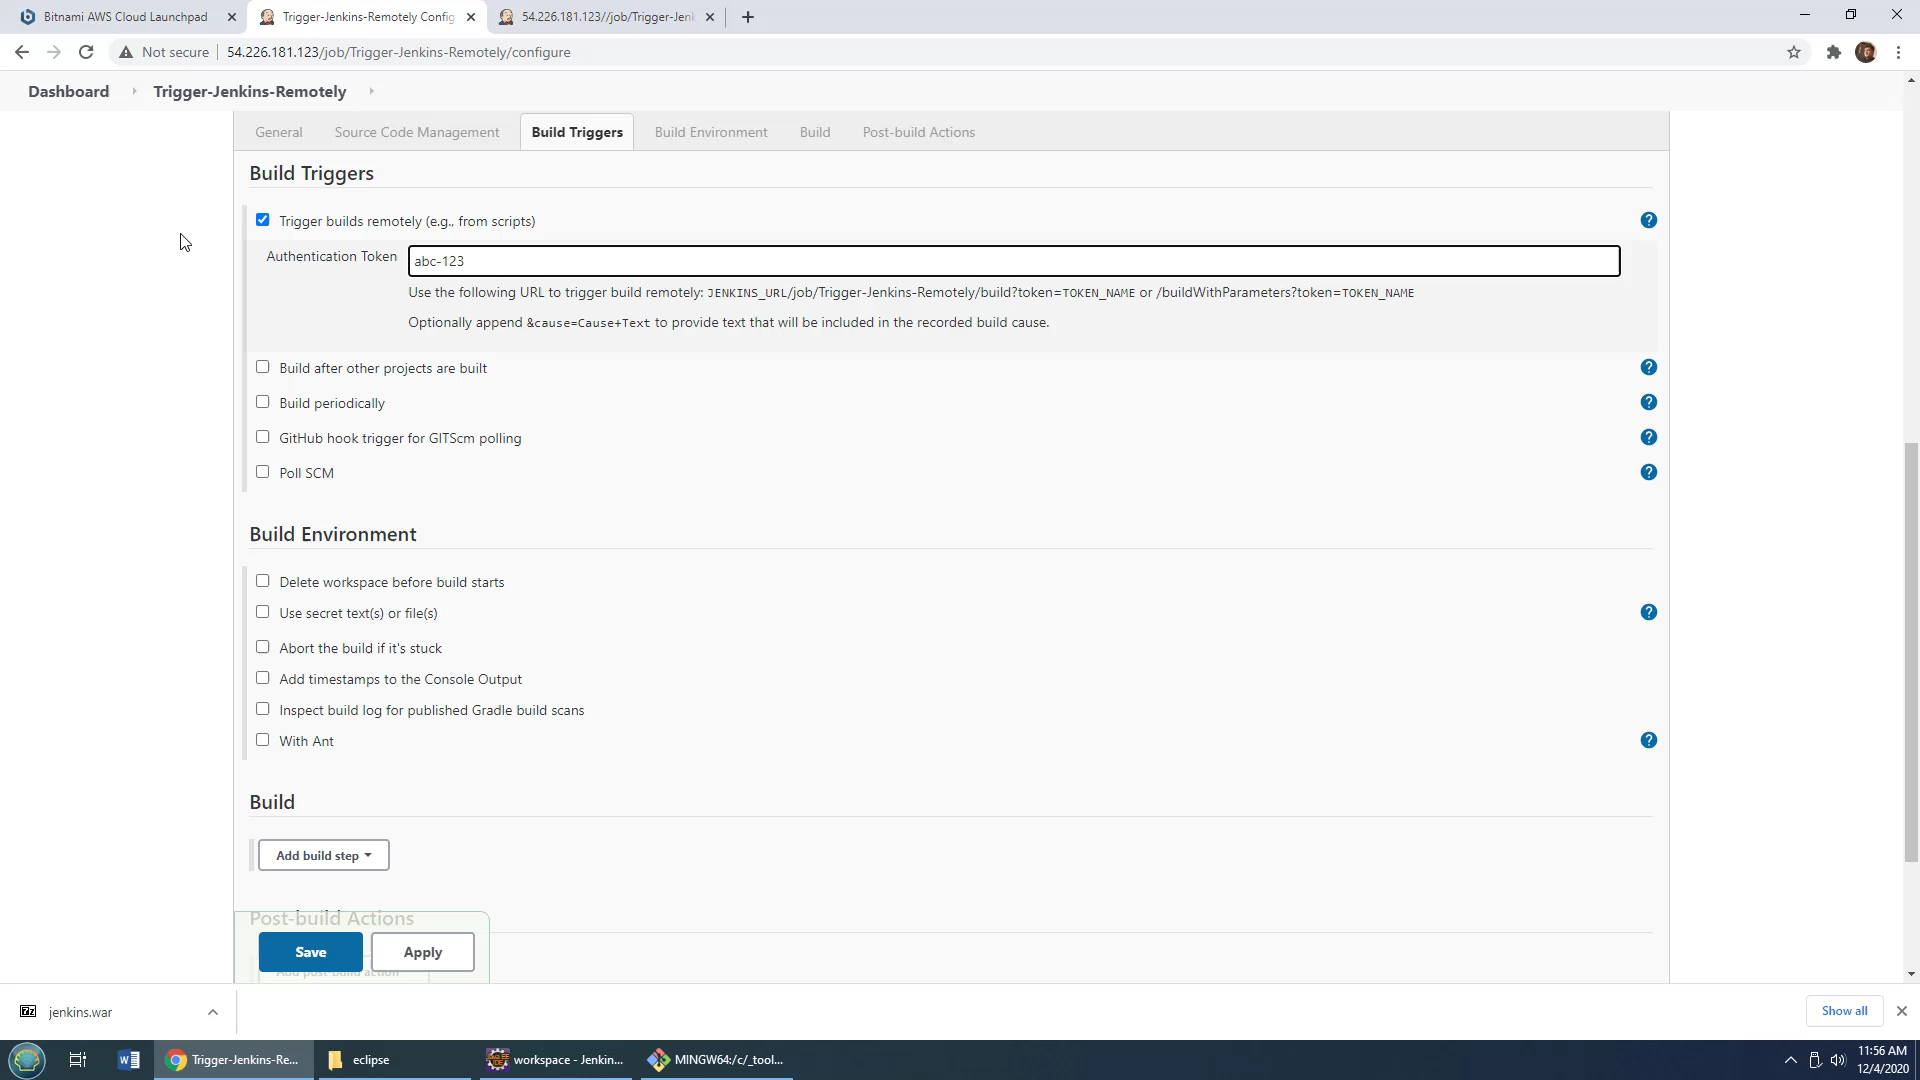 Bitnami AWS Cloud Launchpad
Trigger-Jenkins-Remotely Config
54.226.181.123//job/Trigger-Jenk
Not secure
54.226.181.123/job/Trigger-Jenkins-Remotely/configure
Dashboard
Trigger-Jenkins-Remotely
General
Source Code Management
Build Triggers
Build Environment
Build
Post-build Actions
Build Triggers
Trigger builds remotely (e.g., from scripts)
Authentication Token
abc-123
Use the following URL to trigger build remotely: JENKINS_URL/job/Trigger-Jenkins-Remotely/build?token=TOKEN_NAME or /buildWithParameters?token=TOKEN_NAME
Optionally append &cause=Cause+Text to provide text that will be included in the recorded build cause.
Build after other projects are built
Build periodically
GitHub hook trigger for GITScm polling
Poll SCM
Build Environment
Delete workspace before build starts
Use secret text(s) or file(s)
Abort the build if it's stuck
Add timestamps to the Console Output
Inspect build log for published Gradle build scans
With Ant
Build
Add build step
Post-build Actions
Save
Apply
Add post-build action
jenkins.war
Show all
Trigger-Jenkins-Re...
eclipse
workspace - Jenkin...
MINGW64:/c/_tool...
11:56 AM
12/4/2020